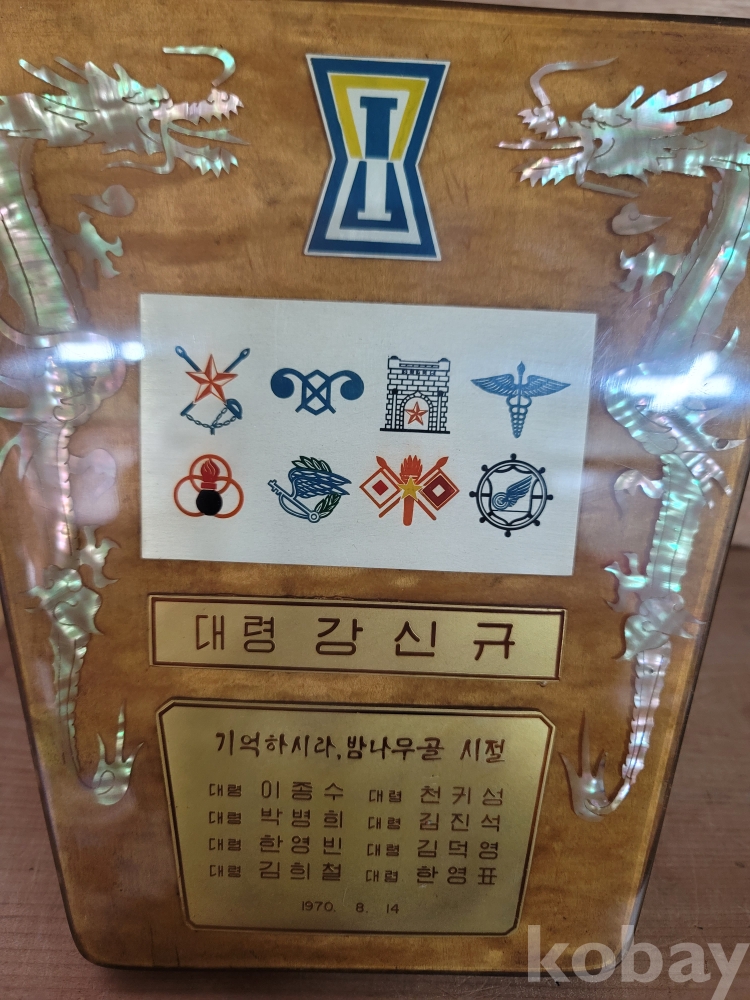 I
대령 강신규
기억하시라, 밤나무골 시절
대령 이종수 대령 천귀성
대령 박병희 대령 김진석
대령 한영빈 대령 김덕영
대령 김희철 대령 한영표
1970. 8. 14
kobay